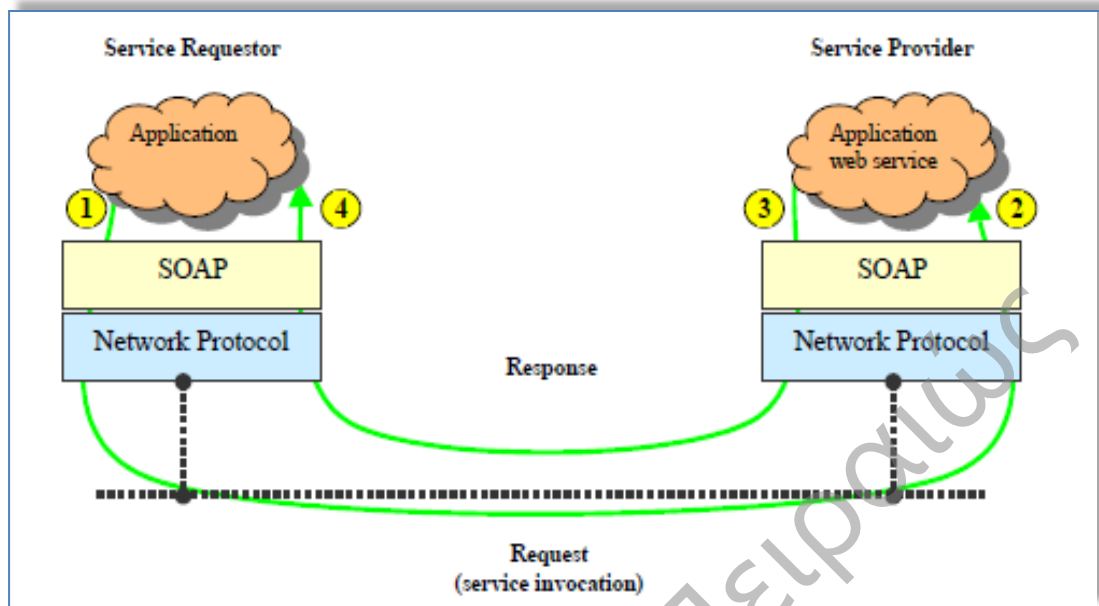 Service Requestor
Service Provider
Application
Application
web service
1
4
3
2
SOAP
SOAP
Network Protocol
Network Protocol
Response
Request
(service invocation)
Πειραιώς